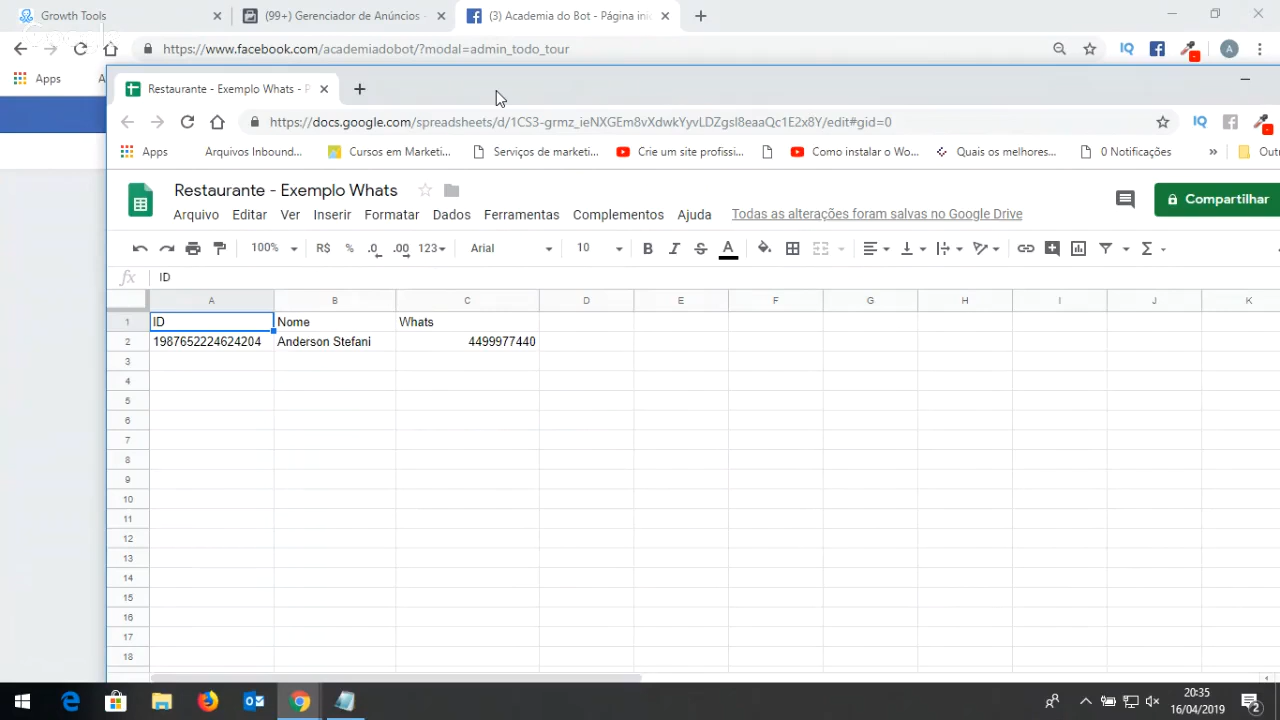 Growth Tools
(99+) Gerenciador de Anúncios -
(3) Academia do Bot - Página ini
https://www.facebook.com/academiadobot/?modal=admin_todo_tour
A
Apps
A
Restaurante - Exemplo Whats - P
https://docs.google.com/spreadsheets/d/1CS3-grmz_ieNXGEm8vXdwkYyvLDZgsl8eaaQc1E2x8Y/edit#gid=0
IQ
IQ
Apps
Arquivos Inbound...
Cursos em Marketi...
Serviços de marketi...
Crie um site profissi...
Como instalar o Wo...
Quais os melhores...
0 Notificações
»
Outr
Restaurante - Exemplo Whats
Arquivo Editar Ver Inserir Formatar Dados Ferramentas Complementos Ajuda
Todas as alterações foram salvas no Google Drive
Compartilhar
100% R$ % .0 .00 123 Arial 10 B I S A Σ
fx ID
A B C D E F G H I J K
1 ID Nome Whats
2 1987652224624204 Anderson Stefani 4499977440
3
4
5
6
7
8
9
10
11
12
13
14
15
16
17
18
20:35
16/04/2019
2